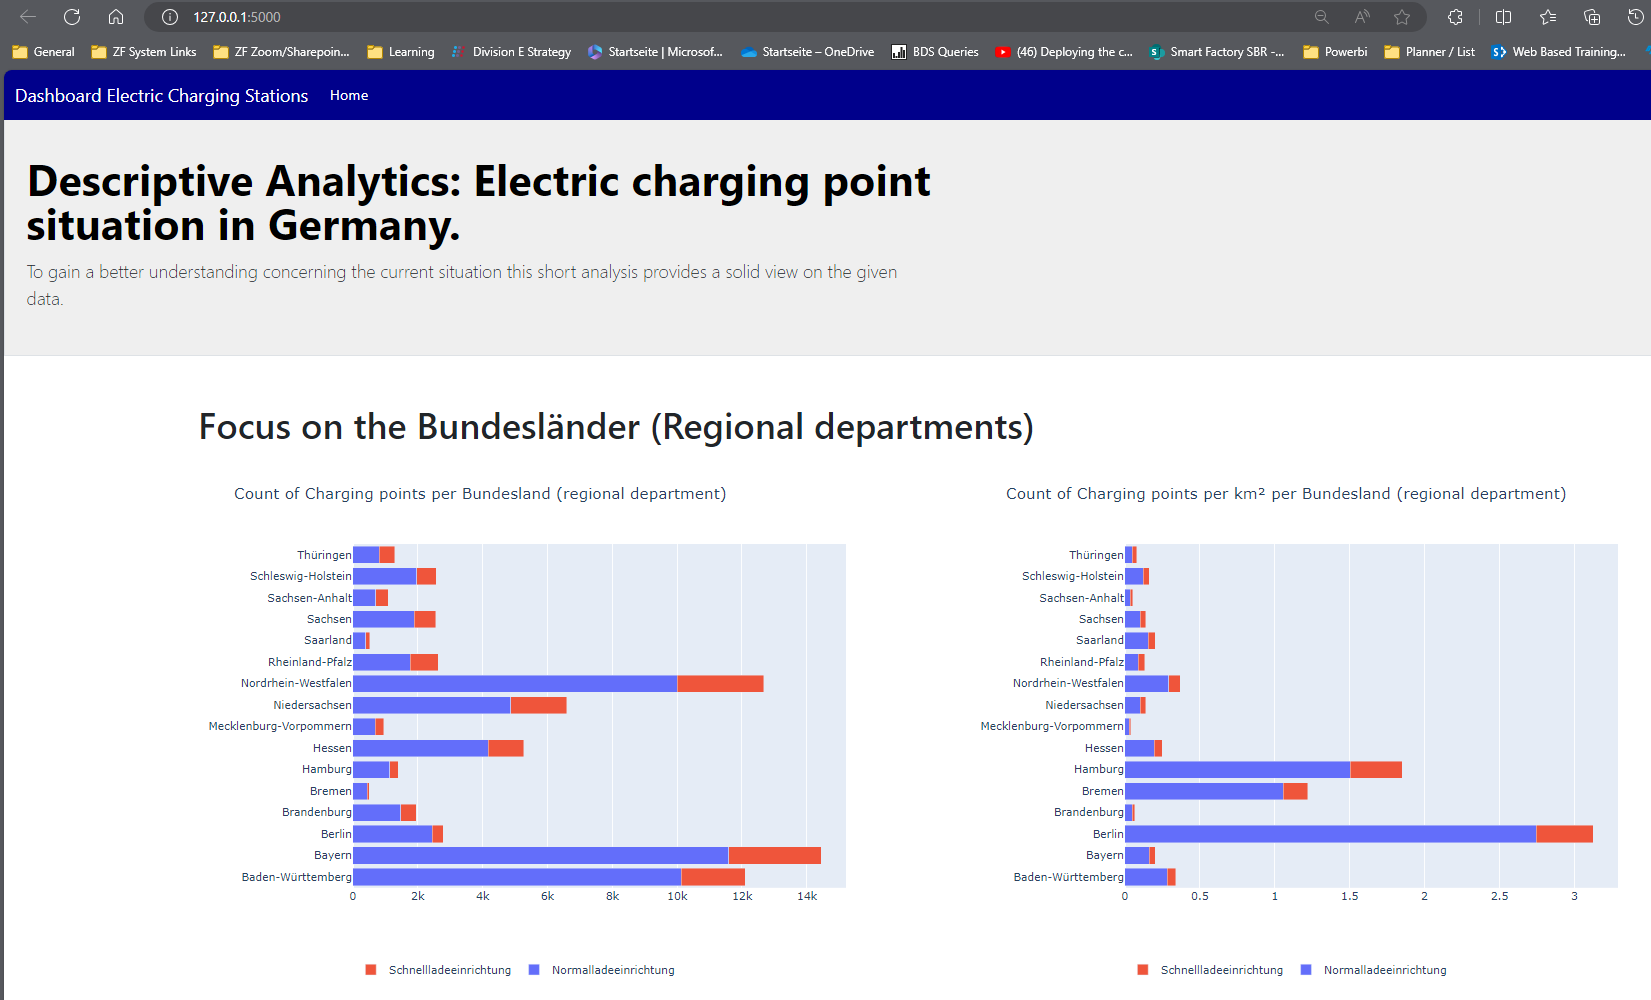 127.0.0.1:5000
General ZF System Links ZF Zoom/Sharepoin... Learning Division E Strategy Startseite | Microsof... Startseite – OneDrive BDS Queries (46) Deploying the c... Smart Factory SBR -... Powerbi Planner / List Web Based Training...
Dashboard Electric Charging Stations Home
Descriptive Analytics: Electric charging point
situation in Germany.
To gain a better understanding concerning the current situation this short analysis provides a solid view on the given
data.
Focus on the Bundesländer (Regional departments)
Count of Charging points per Bundesland (regional department)
Thüringen
Schleswig-Holstein
Sachsen-Anhalt
Sachsen
Saarland
Rheinland-Pfalz
Nordrhein-Westfalen
Niedersachsen
Mecklenburg-Vorpommern
Hessen
Hamburg
Bremen
Brandenburg
Berlin
Bayern
Baden-Württemberg
0 2k 4k 6k 8k 10k 12k 14k
Schnellladeeinrichtung Normalladeeinrichtung
Count of Charging points per km² per Bundesland (regional department)
Thüringen
Schleswig-Holstein
Sachsen-Anhalt
Sachsen
Saarland
Rheinland-Pfalz
Nordrhein-Westfalen
Niedersachsen
Mecklenburg-Vorpommern
Hessen
Hamburg
Bremen
Brandenburg
Berlin
Bayern
Baden-Württemberg
0 0.5 1 1.5 2 2.5 3
Schnellladeeinrichtung Normalladeeinrichtung